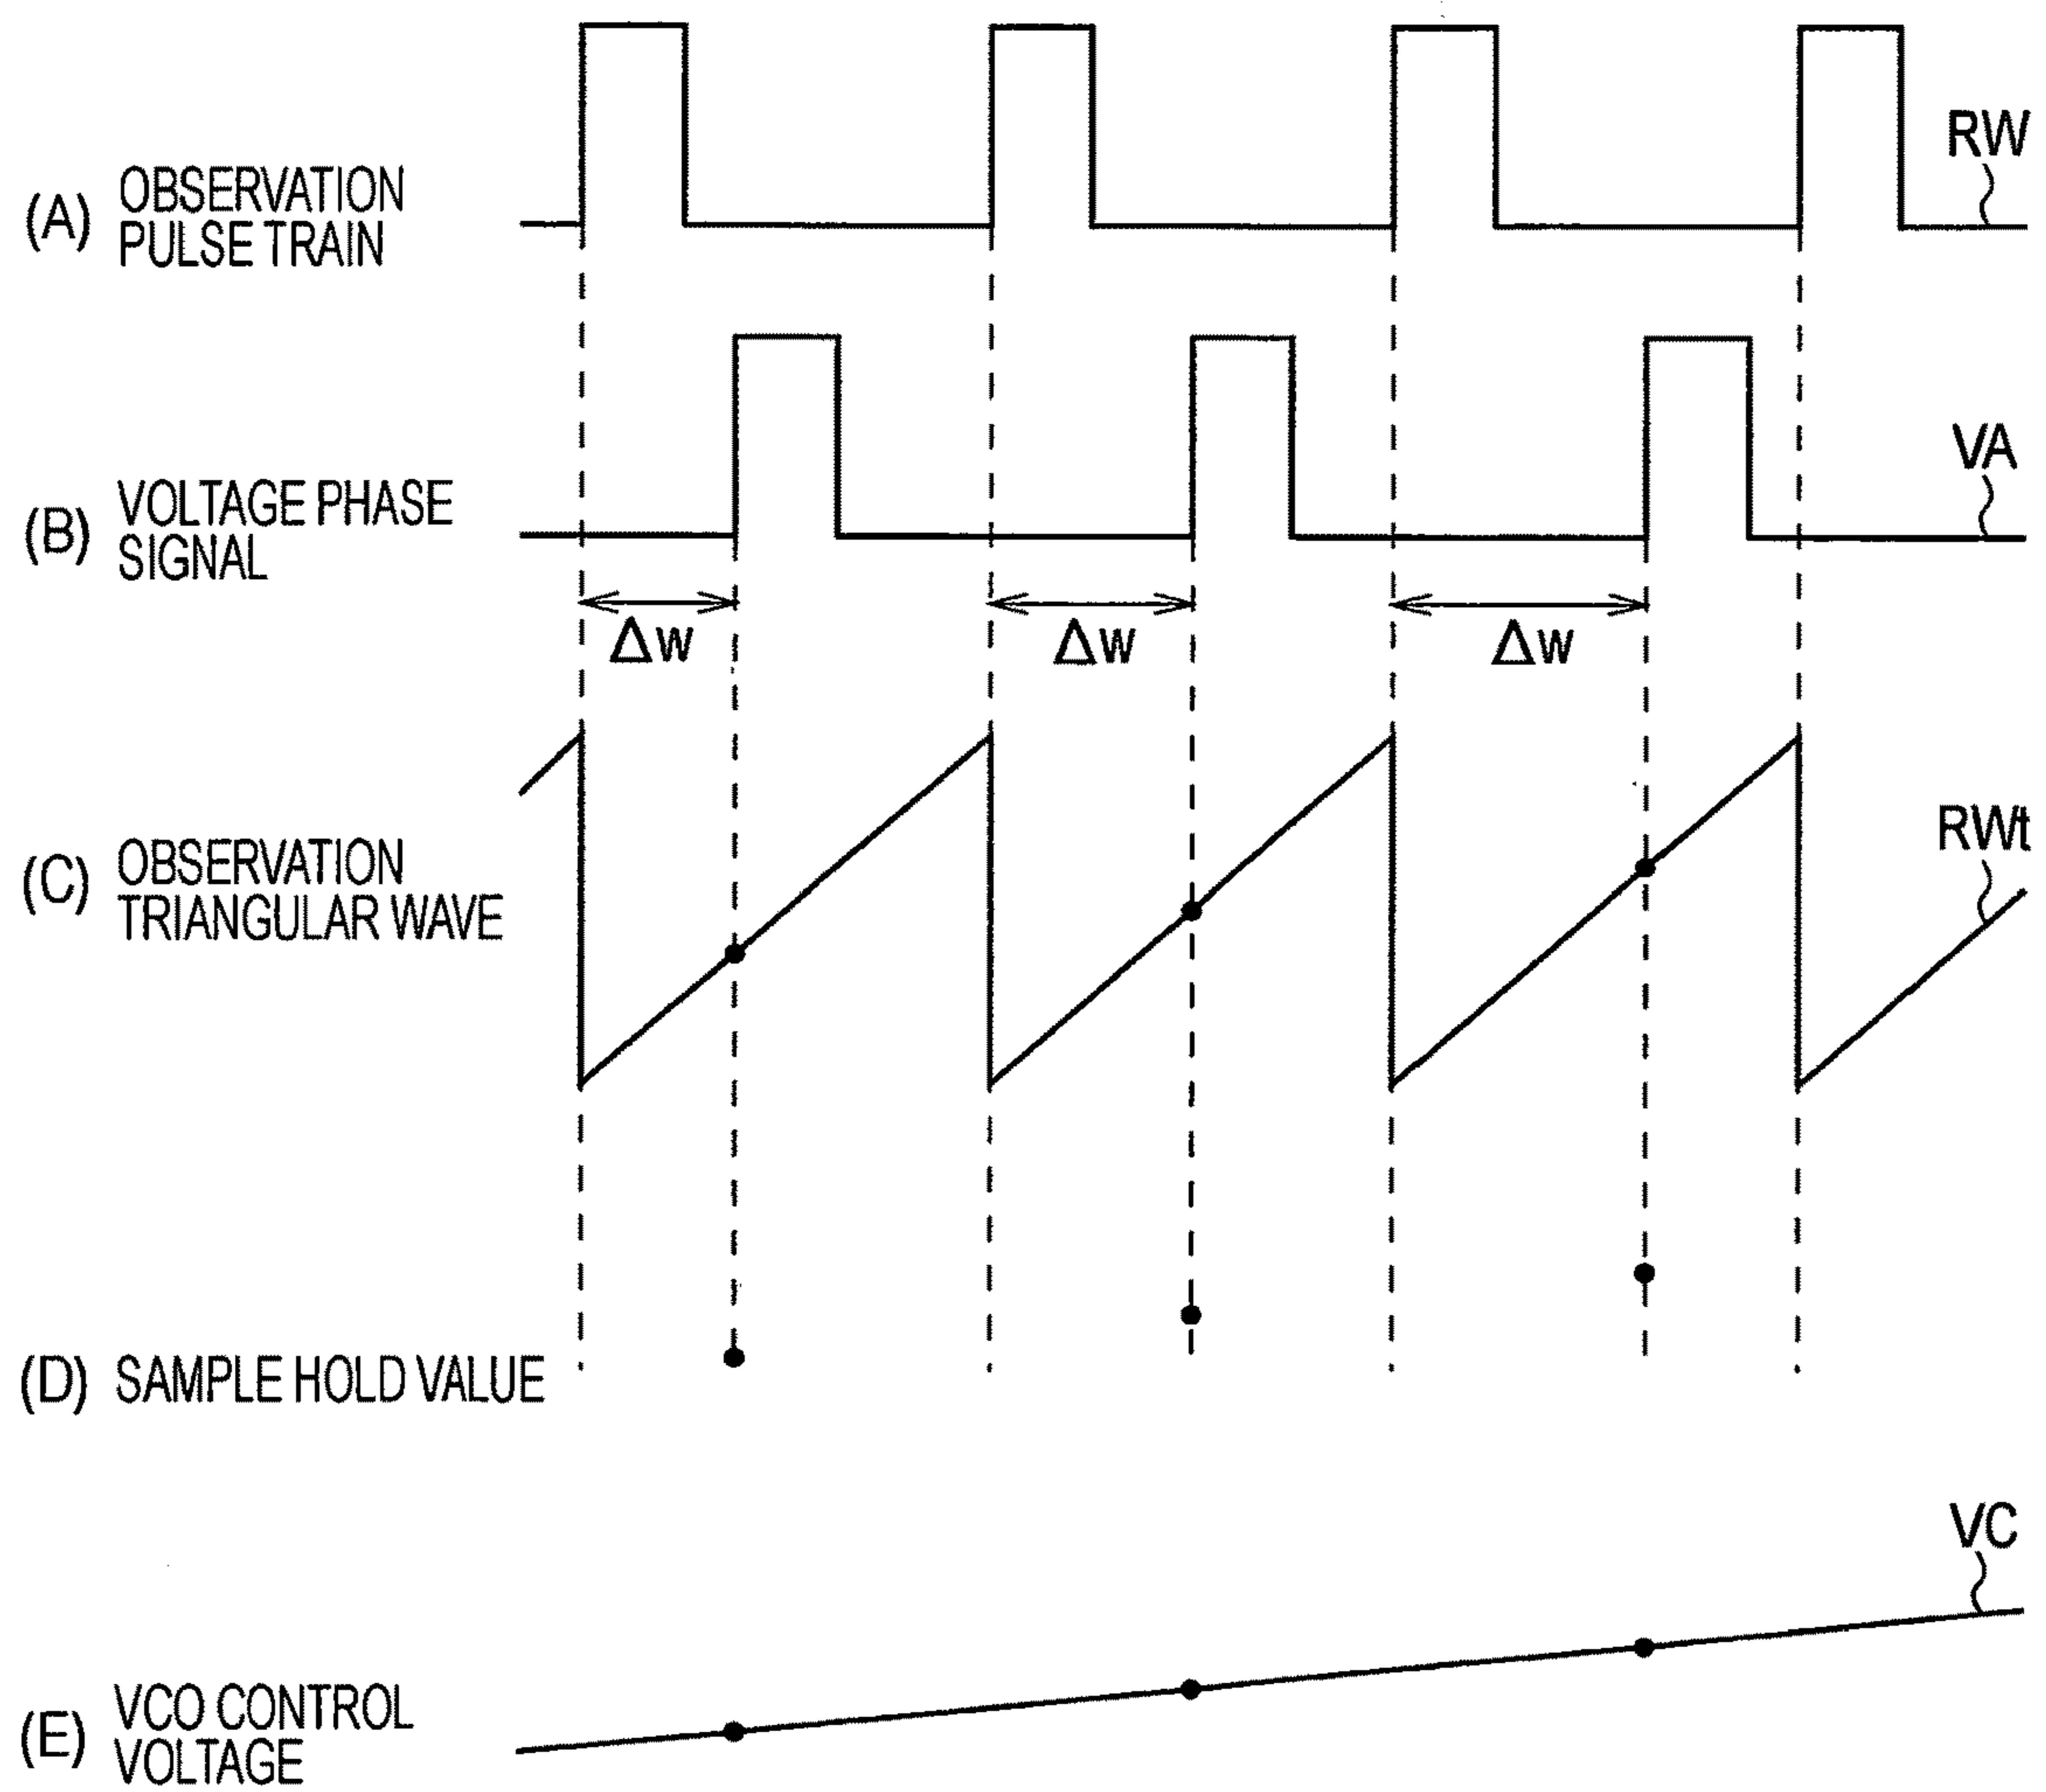 RW
(A) OBSERVATION
PULSE TRAIN
VA
(B) VOLTAGE PHASE
SIGNAL
Δw Δw Δw
RWt
(C) OBSERVATION
TRIANGULAR WAVE
(D) SAMPLE HOLD VALUE
VC
(E) VCO CONTROL
VOLTAGE